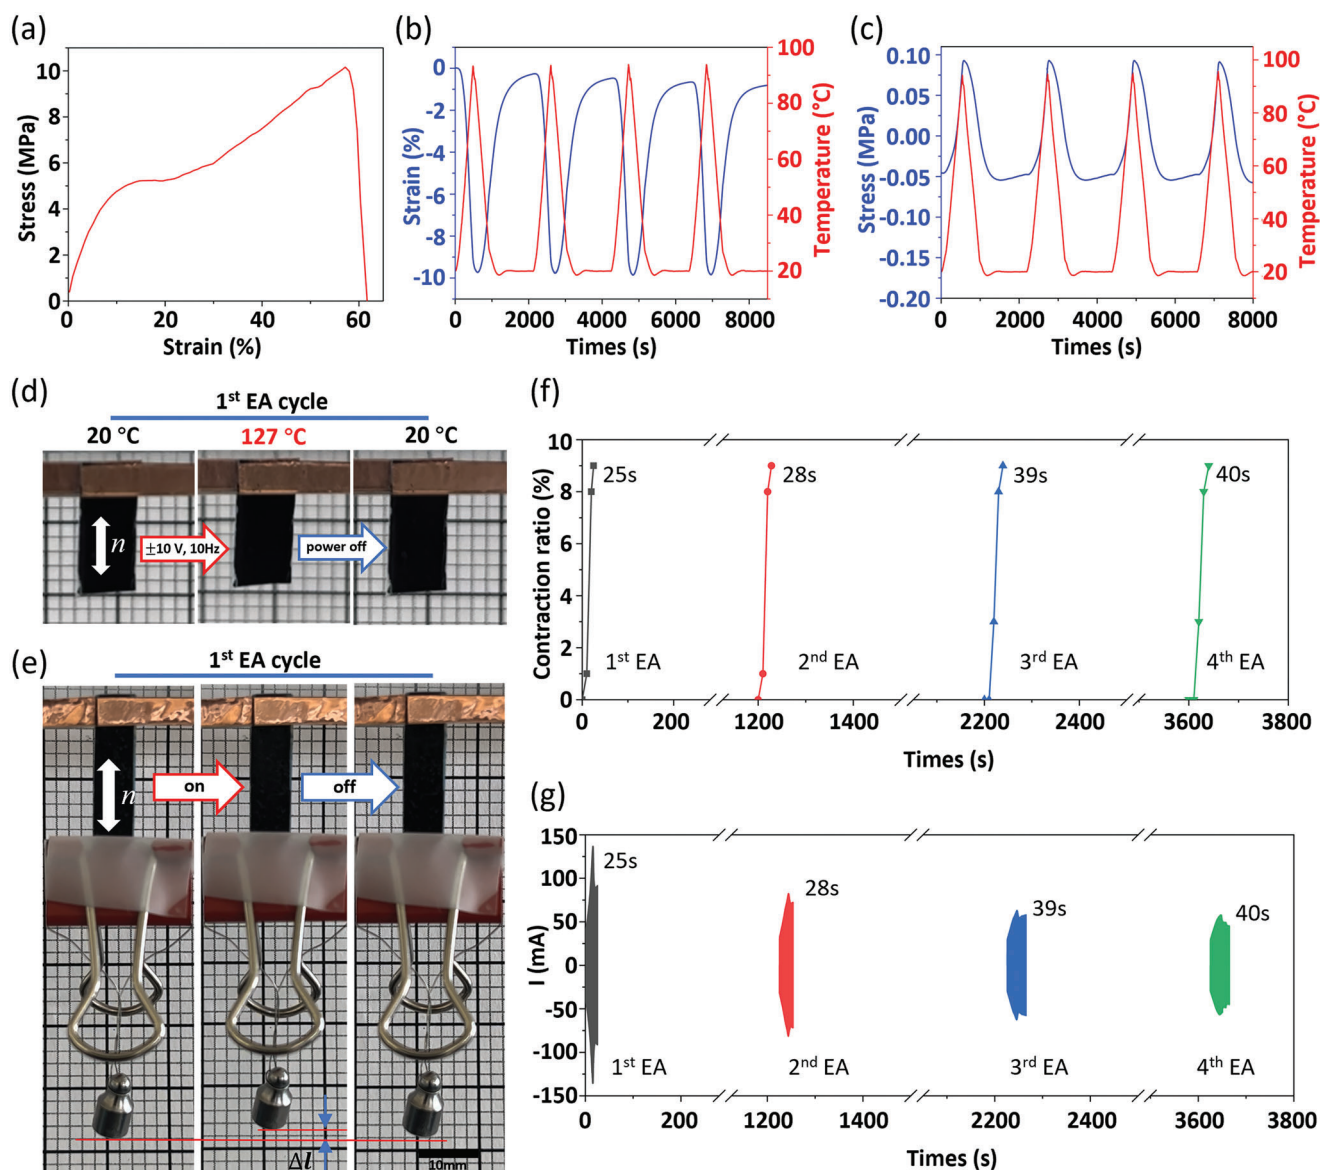 (a)
10
8
6
4
2
0
Stress (MPa)
0 20 40 60
Strain (%)
(b)
0
-2
-4
-6
-8
-10
Strain (%)
100
80
60
40
20
Temperature (°C)
0 2000 4000 6000 8000
Times (s)
(c)
0.10
0.05
0.00
-0.05
-0.10
-0.15
-0.20
Stress (MPa)
100
80
60
40
20
Temperature (°C)
0 2000 4000 6000 8000
Times (s)
(d)
1st EA cycle
20 °C 127 °C 20 °C
n
±10 V, 10Hz
power off
(e)
1st EA cycle
n
on
off
Δl
10mm
(f)
10
8
6
4
2
0
Contraction ratio (%)
25s 28s 39s 40s
1st EA 2nd EA 3rd EA 4th EA
0 200 1200 1400 2200 2400 3600 3800
Times (s)
(g)
150
100
50
0
-50
-100
-150
I (mA)
25s
28s
39s 40s
1st EA 2nd EA 3rd EA 4th EA
0 200 1200 1400 2200 2400 3600 3800
Times (s)